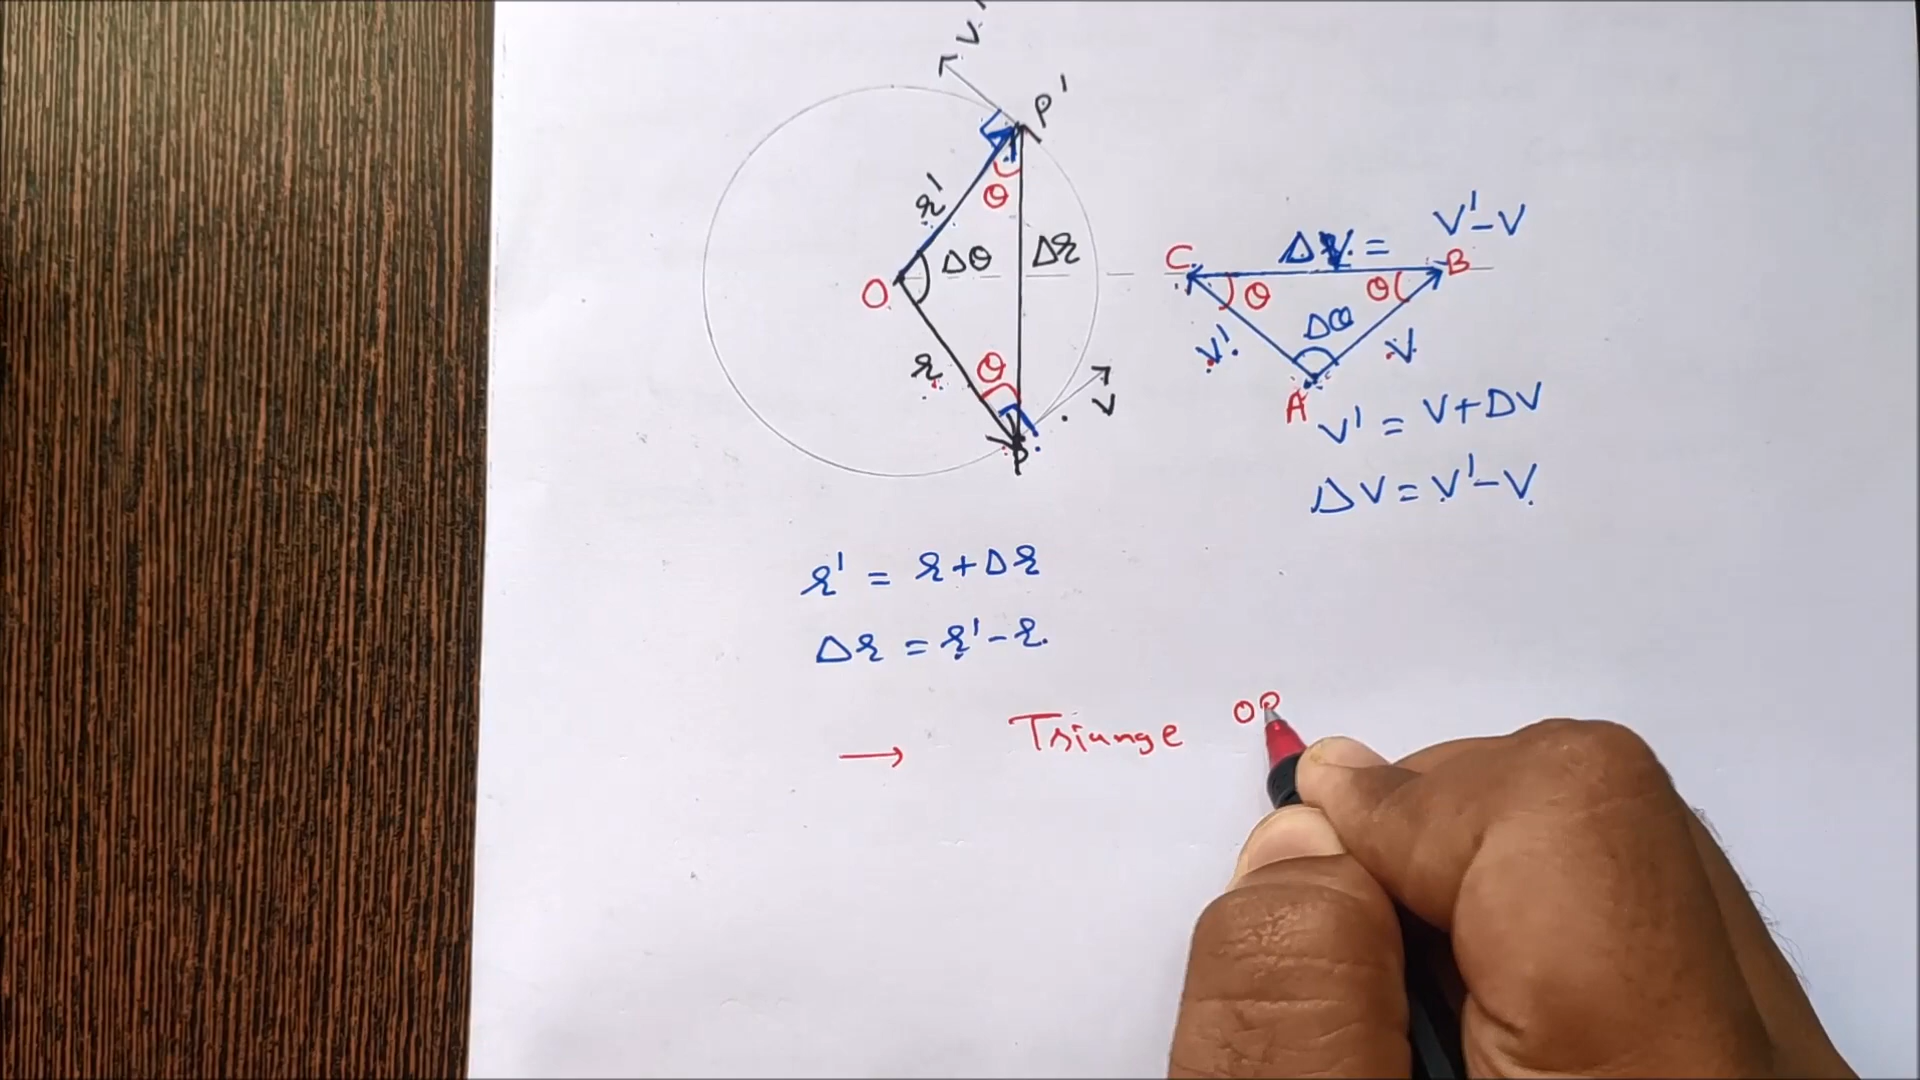 V'
P'
r'
θ
Δθ
Δr
O
r
θ
V
P
ΔV = V'-V
C
B
θ
θ
Δθ
V'
V
A
V' = V+ΔV
ΔV = V'-V
r' = r+Δr
Δr = r'-r.
→ Triange OP